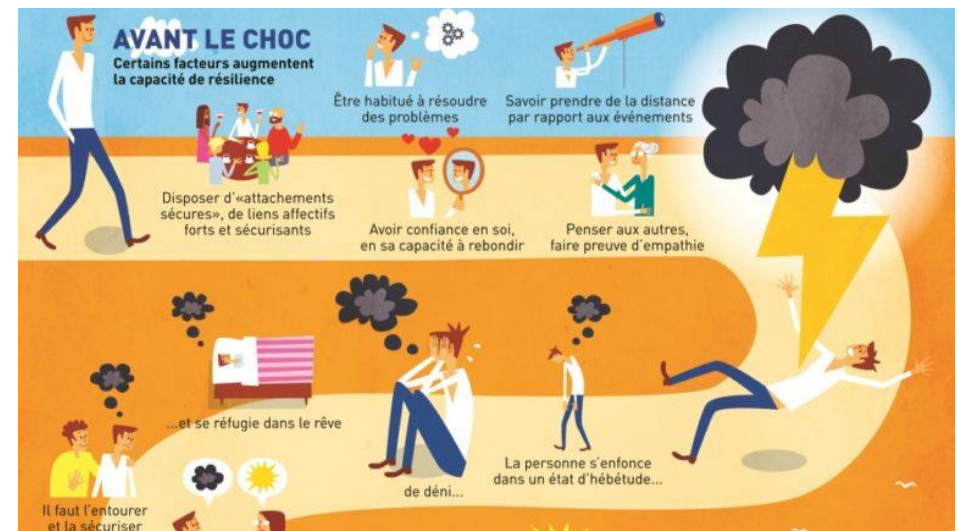 AVANT LE CHOC
Certains facteurs augmentent
la capacité de résilience
Être habitué à résoudre
des problèmes
Savoir prendre de la distance
par rapport aux événements
Disposer d'«attachements
sécures», de liens affectifs
forts et sécurisants
Avoir confiance en soi,
en sa capacité à rebondir
Penser aux autres,
faire preuve d'empathie
La personne s'enfonce
dans un état d'hébétude...
de déni...
...et se réfugie dans le rêve
Il faut l'entourer
et la sécuriser